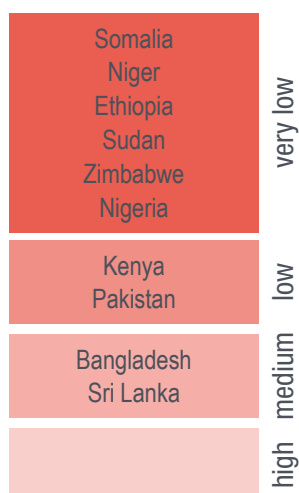 Somalia
Niger
Ethiopia
Sudan
Zimbabwe
Nigeria
very low
Kenya
Pakistan
low
Bangladesh
Sri Lanka
medium
high